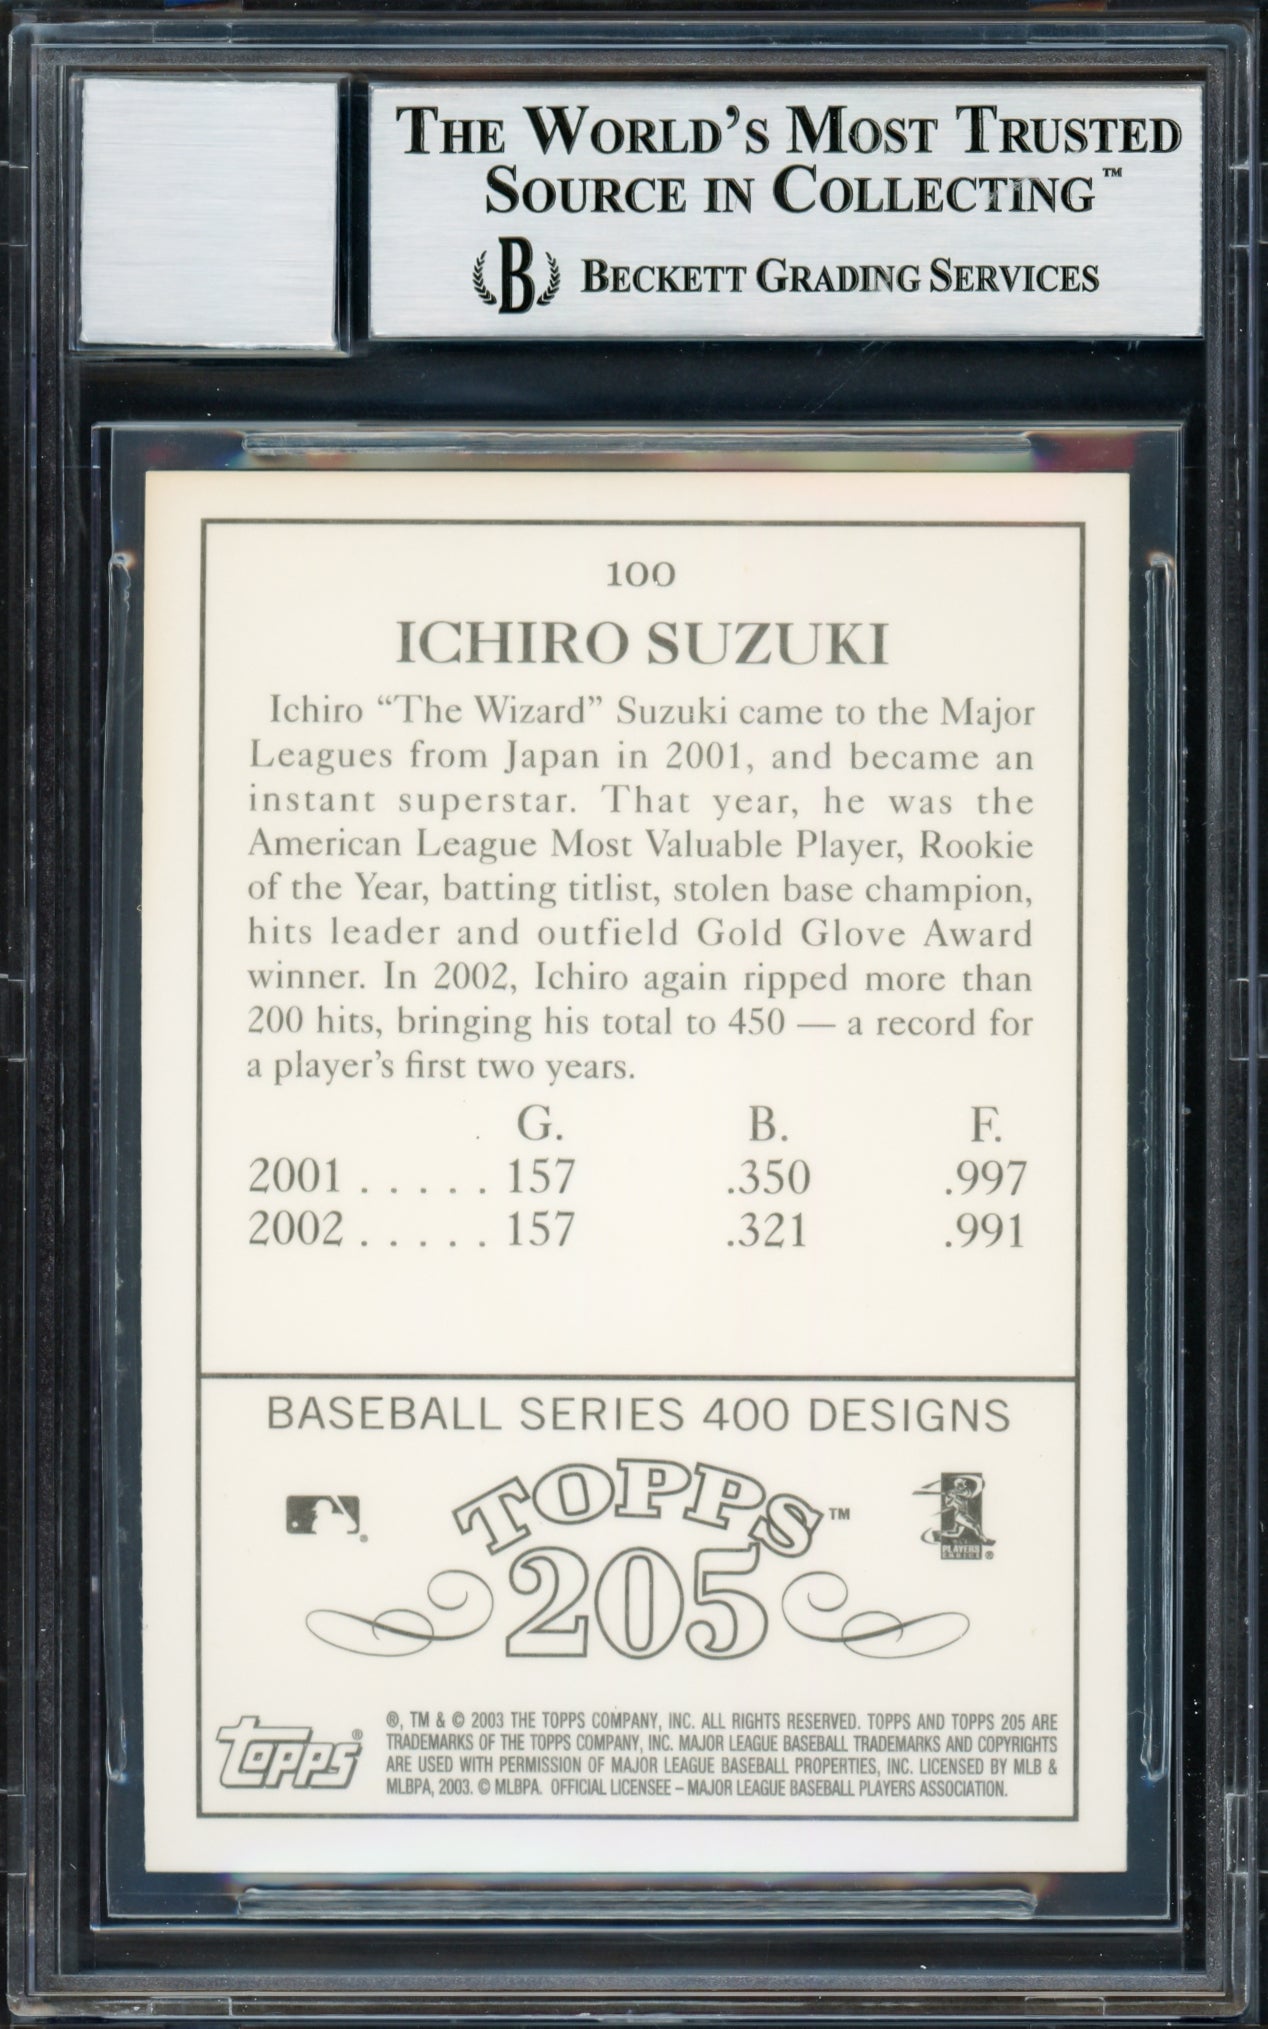 THE WORLD'S MOST TRUSTED
SOURCE IN COLLECTING™
B BECKETT GRADING SERVICES
100
ICHIRO SUZUKI
Ichiro “The Wizard” Suzuki came to the Major
Leagues from Japan in 2001, and became an
instant superstar. That year, he was the
American League Most Valuable Player, Rookie
of the Year, batting titlist, stolen base champion,
hits leader and outfield Gold Glove Award
winner. In 2002, Ichiro again ripped more than
200 hits, bringing his total to 450 — a record for
a player's first two years.
G. B. F.
2001 . . . . . 157 .350 .997
2002 . . . . . 157 .321 .991
BASEBALL SERIES 400 DESIGNS
TOPPS™
205
®
PLAYERS
CHOICE®
Topps®
®, TM & © 2003 THE TOPPS COMPANY, INC. ALL RIGHTS RESERVED. TOPPS AND TOPPS 205 ARE
TRADEMARKS OF THE TOPPS COMPANY, INC. MAJOR LEAGUE BASEBALL TRADEMARKS AND COPYRIGHTS
ARE USED WITH PERMISSION OF MAJOR LEAGUE BASEBALL PROPERTIES, INC. LICENSED BY MLB &
MLBPA, 2003. © MLBPA. OFFICIAL LICENSEE – MAJOR LEAGUE BASEBALL PLAYERS ASSOCIATION.